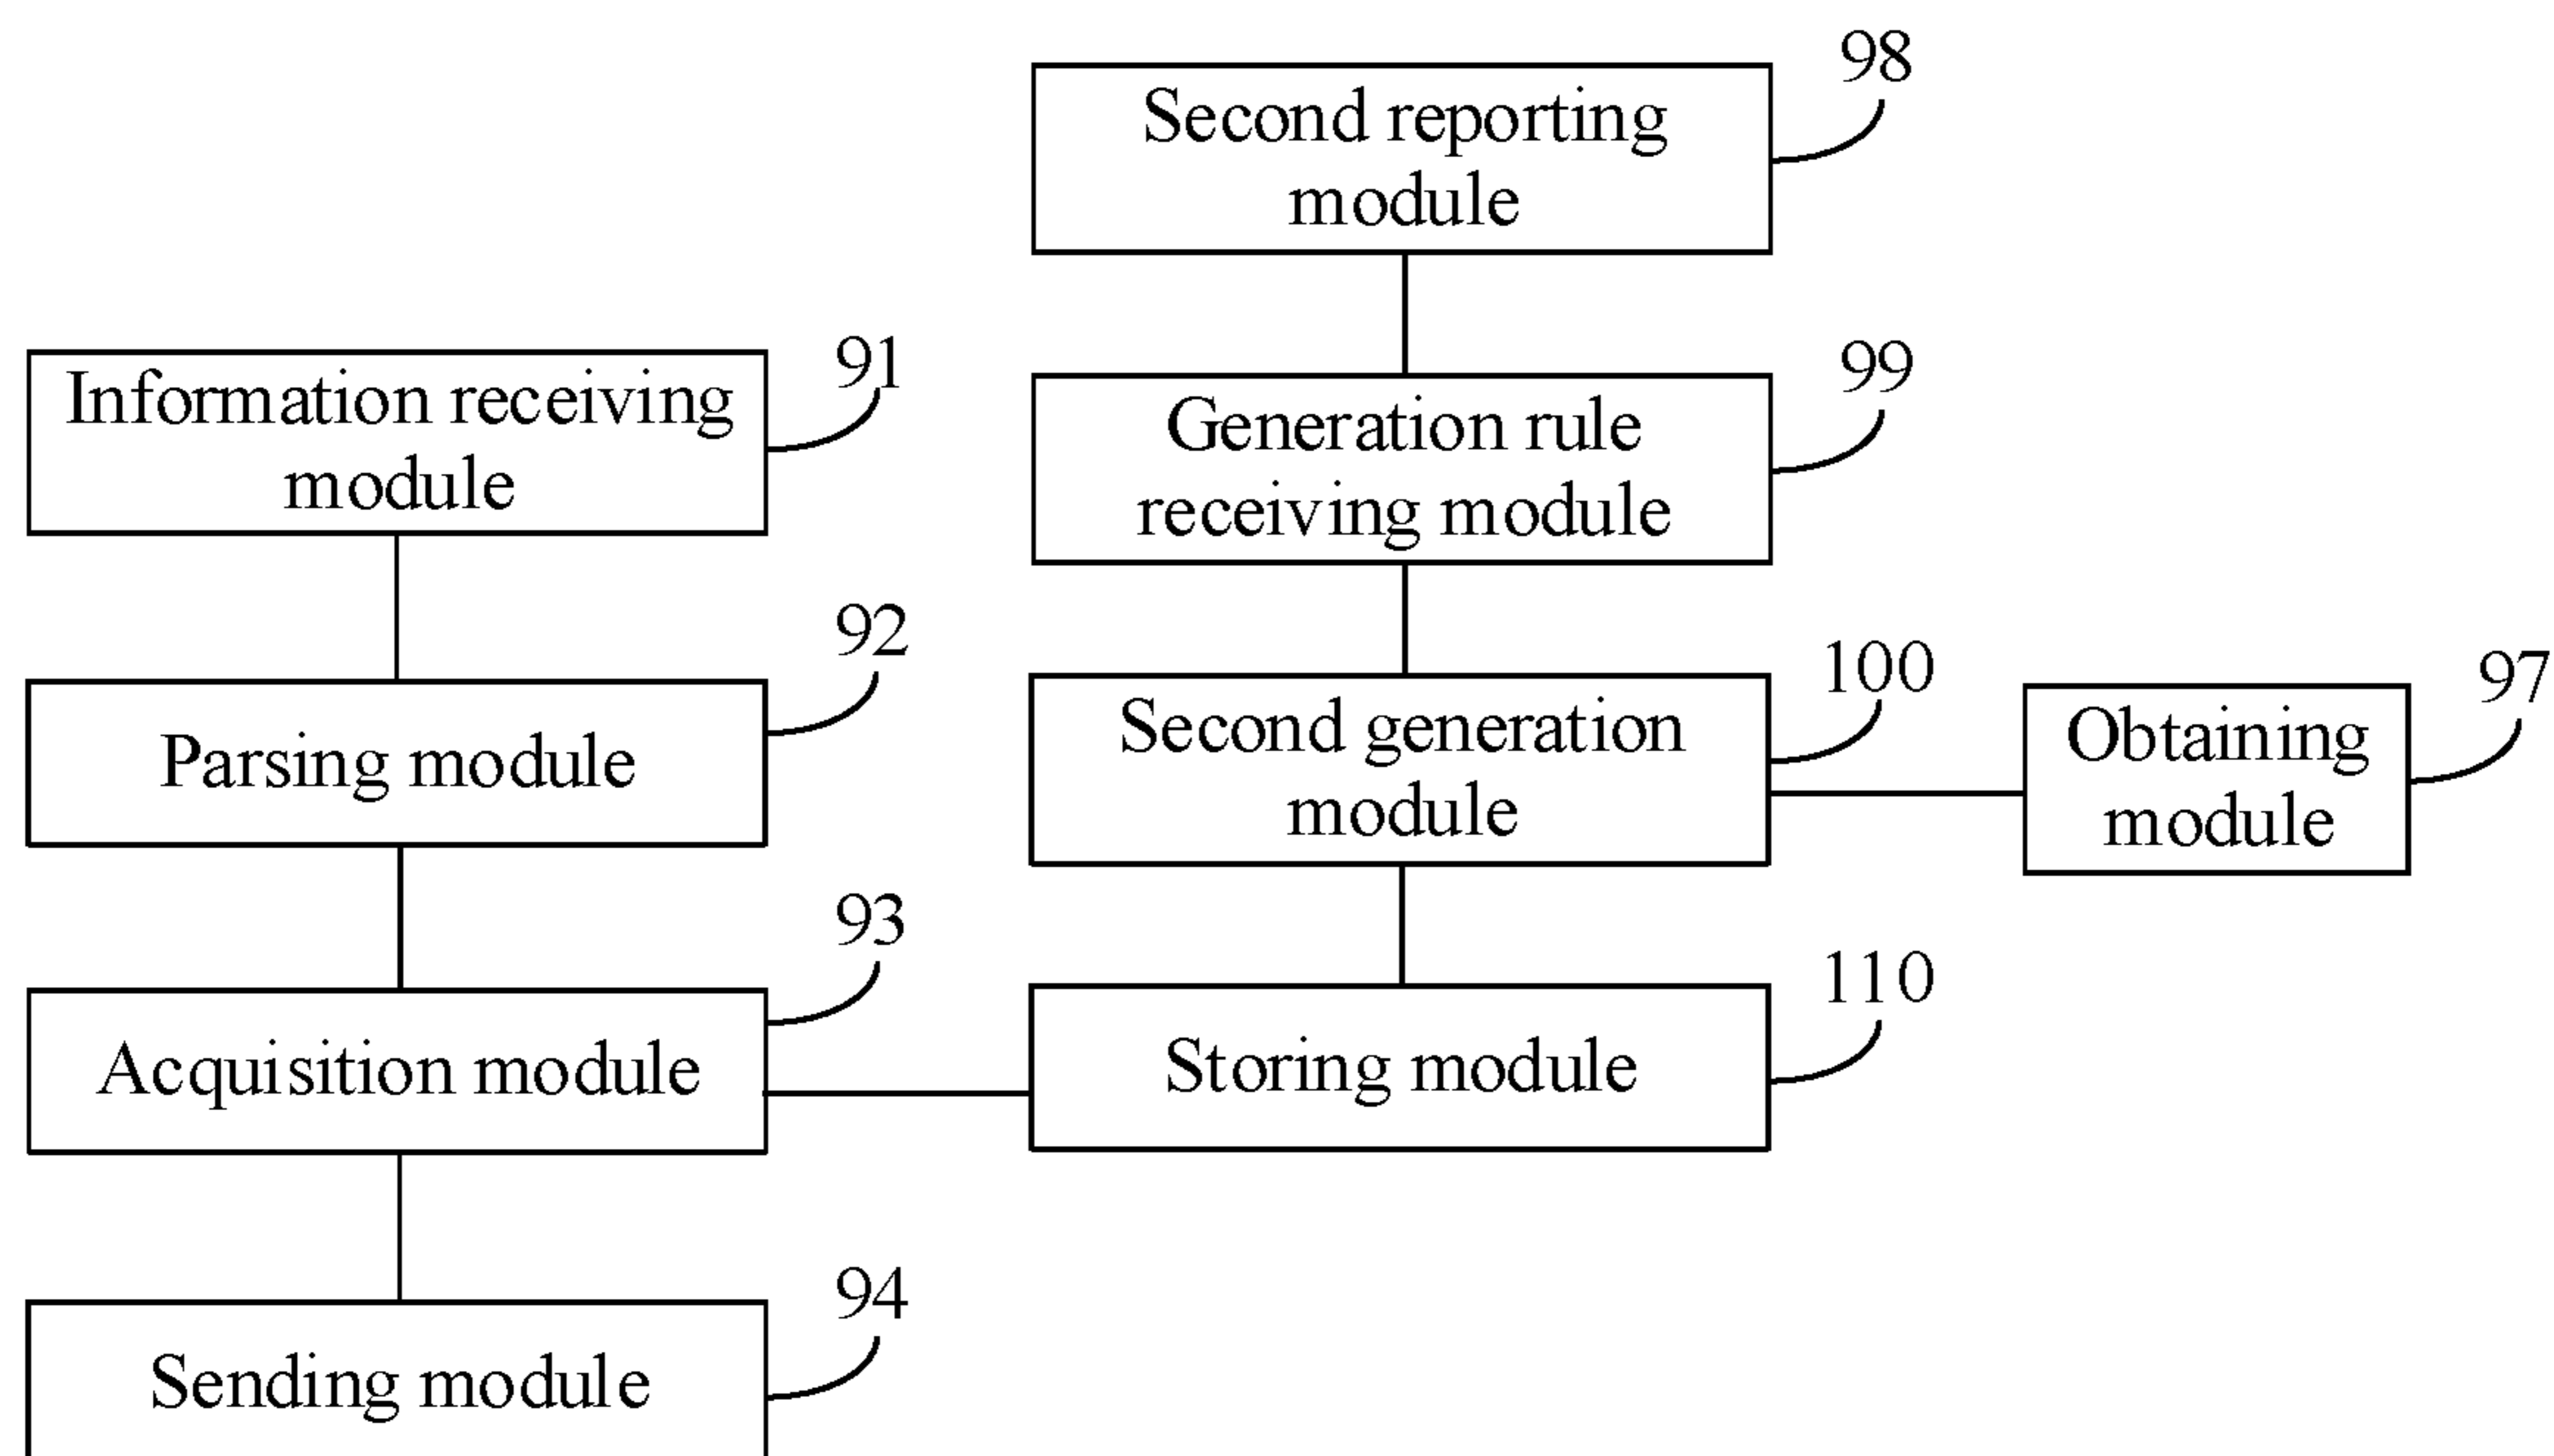 98
Second reporting
module
91
Information receiving
module
99
Generation rule
receiving module
92
Parsing module
100
Second generation
module
97
Obtaining
module
93
Acquisition module
110
Storing module
94
Sending module